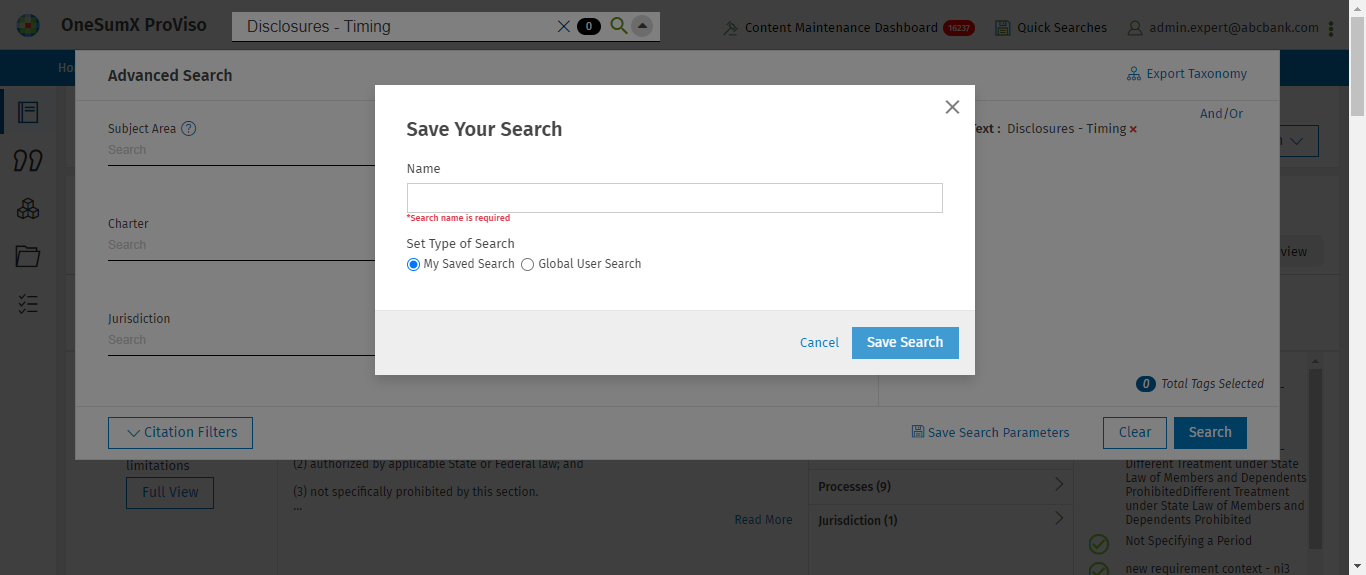 OneSumX ProViso
Disclosures - Timing
0
Content Maintenance Dashboard 16237
Quick Searches
admin.expert@abcbank.com
Advanced Search
Export Taxonomy
Subject Area ?
Search
And/Or
Text : Disclosures - Timing ×
Charter
Search
Jurisdiction
Search
Save Your Search
Name
*Search name is required
Set Type of Search
My Saved Search Global User Search
Cancel Save Search
0 Total Tags Selected
Citation Filters
Save Search Parameters
Clear Search
limitations
Full View
(2) authorized by applicable State or Federal law; and
(3) not specifically prohibited by this section.
...
Read More
Processes (9)
Jurisdiction (1)
Different Treatment under State
Law of Members and Dependents
ProhibitedDifferent Treatment
under State Law of Members and
Dependents Prohibited
Not Specifying a Period
new requirement context - ni3